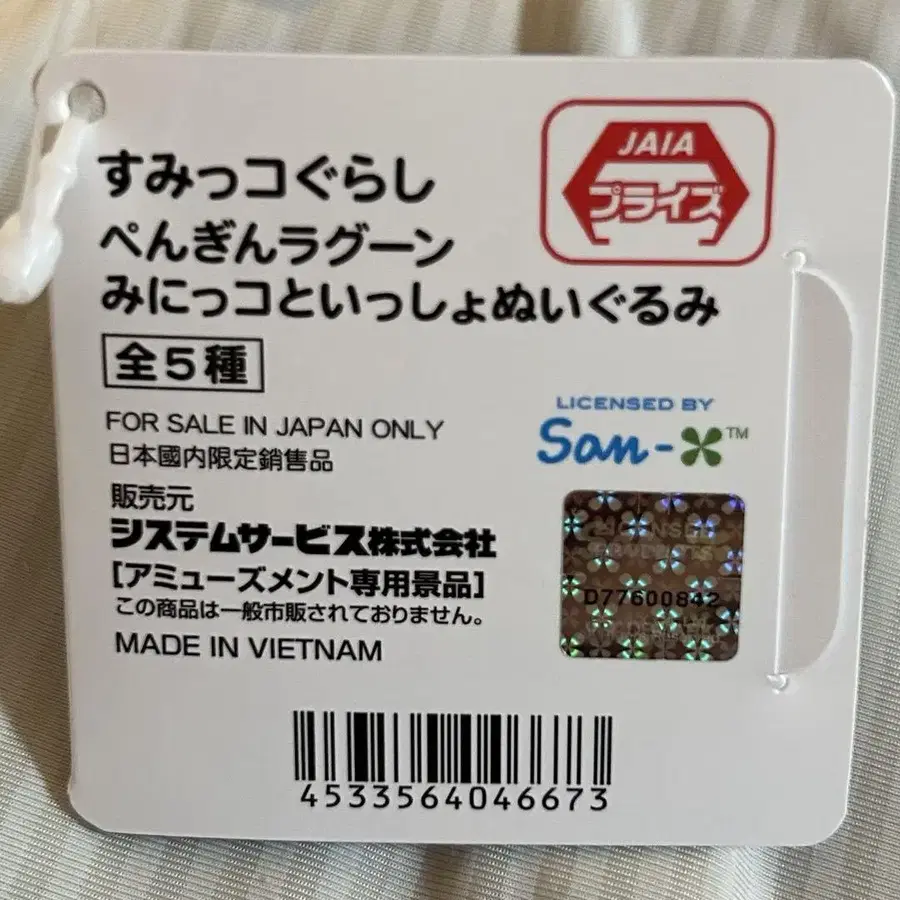 JAIA
プライズ
すみっコぐらし
ぺんぎんラグーン
みにっコといっしょぬいぐるみ
全5種
FOR SALE IN JAPAN ONLY
日本國内限定銷售品
LICENSED BY
San-X™
販売元
システムサービス株式会社
[アミューズメント専用景品]
この商品は一般市販されておりません。
MADE IN VIETNAM
D77600842
4533564046673